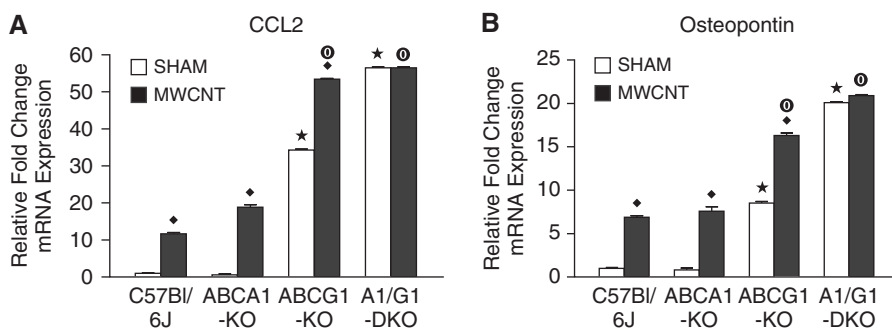 A
CCL2
Relative Fold Change
mRNA Expression
60
50
40
30
20
10
0
SHAM
MWCNT
C57Bl/
6J
ABCA1
-KO
ABCG1
-KO
A1/G1
-DKO
B
Osteopontin
Relative Fold Change
mRNA Expression
25
20
15
10
5
0
SHAM
MWCNT
C57Bl/
6J
ABCA1
-KO
ABCG1
-KO
A1/G1
-DKO